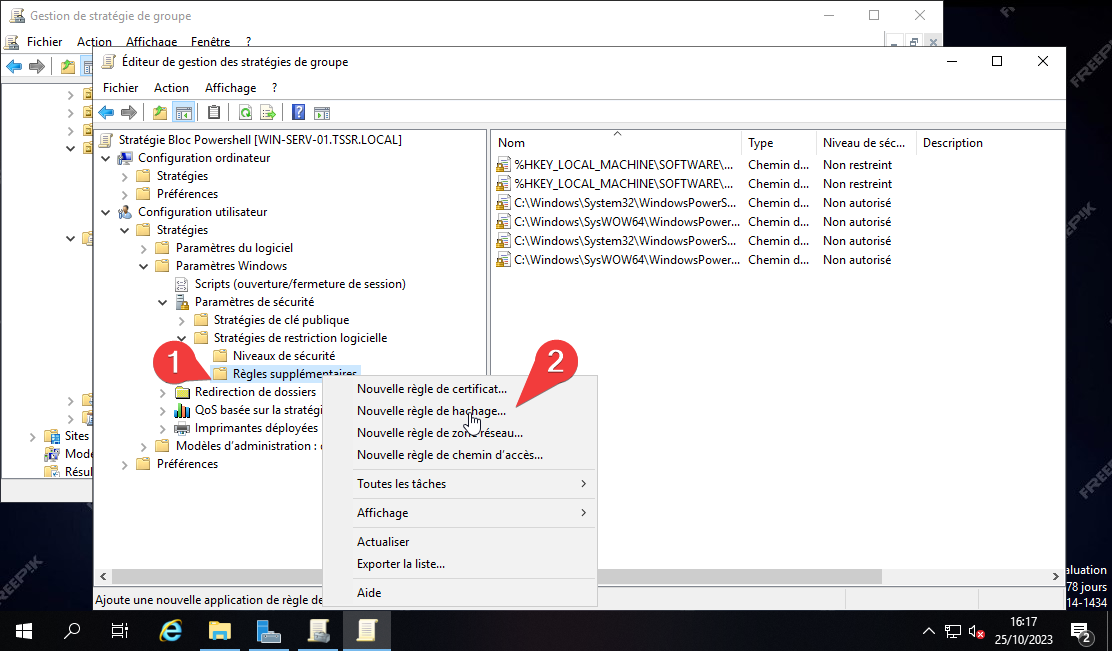 Gestion de stratégie de groupe
Fichier Action Affichage Fenêtre ?
Éditeur de gestion des stratégies de groupe
Fichier Action Affichage ?
Stratégie Bloc Powershell [WIN-SERV-01.TSSR.LOCAL]
Configuration ordinateur
Stratégies
Préférences
Configuration utilisateur
Stratégies
Paramètres du logiciel
Paramètres Windows
Scripts (ouverture/fermeture de session)
Paramètres de sécurité
Stratégies de clé publique
Stratégies de restriction logicielle
Niveaux de sécurité
1
Règles supplémentaires
Redirection de dossiers
QoS basée sur la stratégi
Imprimantes déployées
Modèles d'administration :
Préférences
Sites
Modè
Résul
Nom Type Niveau de séc... Description
%HKEY_LOCAL_MACHINE\SOFTWARE\... Chemin d... Non restreint
%HKEY_LOCAL_MACHINE\SOFTWARE\... Chemin d... Non restreint
C:\Windows\System32\WindowsPowerS... Chemin d... Non autorisé
C:\Windows\SysWOW64\WindowsPower... Chemin d... Non autorisé
C:\Windows\System32\WindowsPowerS... Chemin d... Non autorisé
C:\Windows\SysWOW64\WindowsPower... Chemin d... Non autorisé
2
Nouvelle règle de certificat...
Nouvelle règle de hachage...
Nouvelle règle de zone réseau...
Nouvelle règle de chemin d'accès...
Toutes les tâches
Affichage
Actualiser
Exporter la liste...
Aide
Ajoute une nouvelle application de règle de
FREEPIK
FREEPIK
FREEPIK
FREEPIK
aluation
78 jours
14-1434
16:17
25/10/2023
2